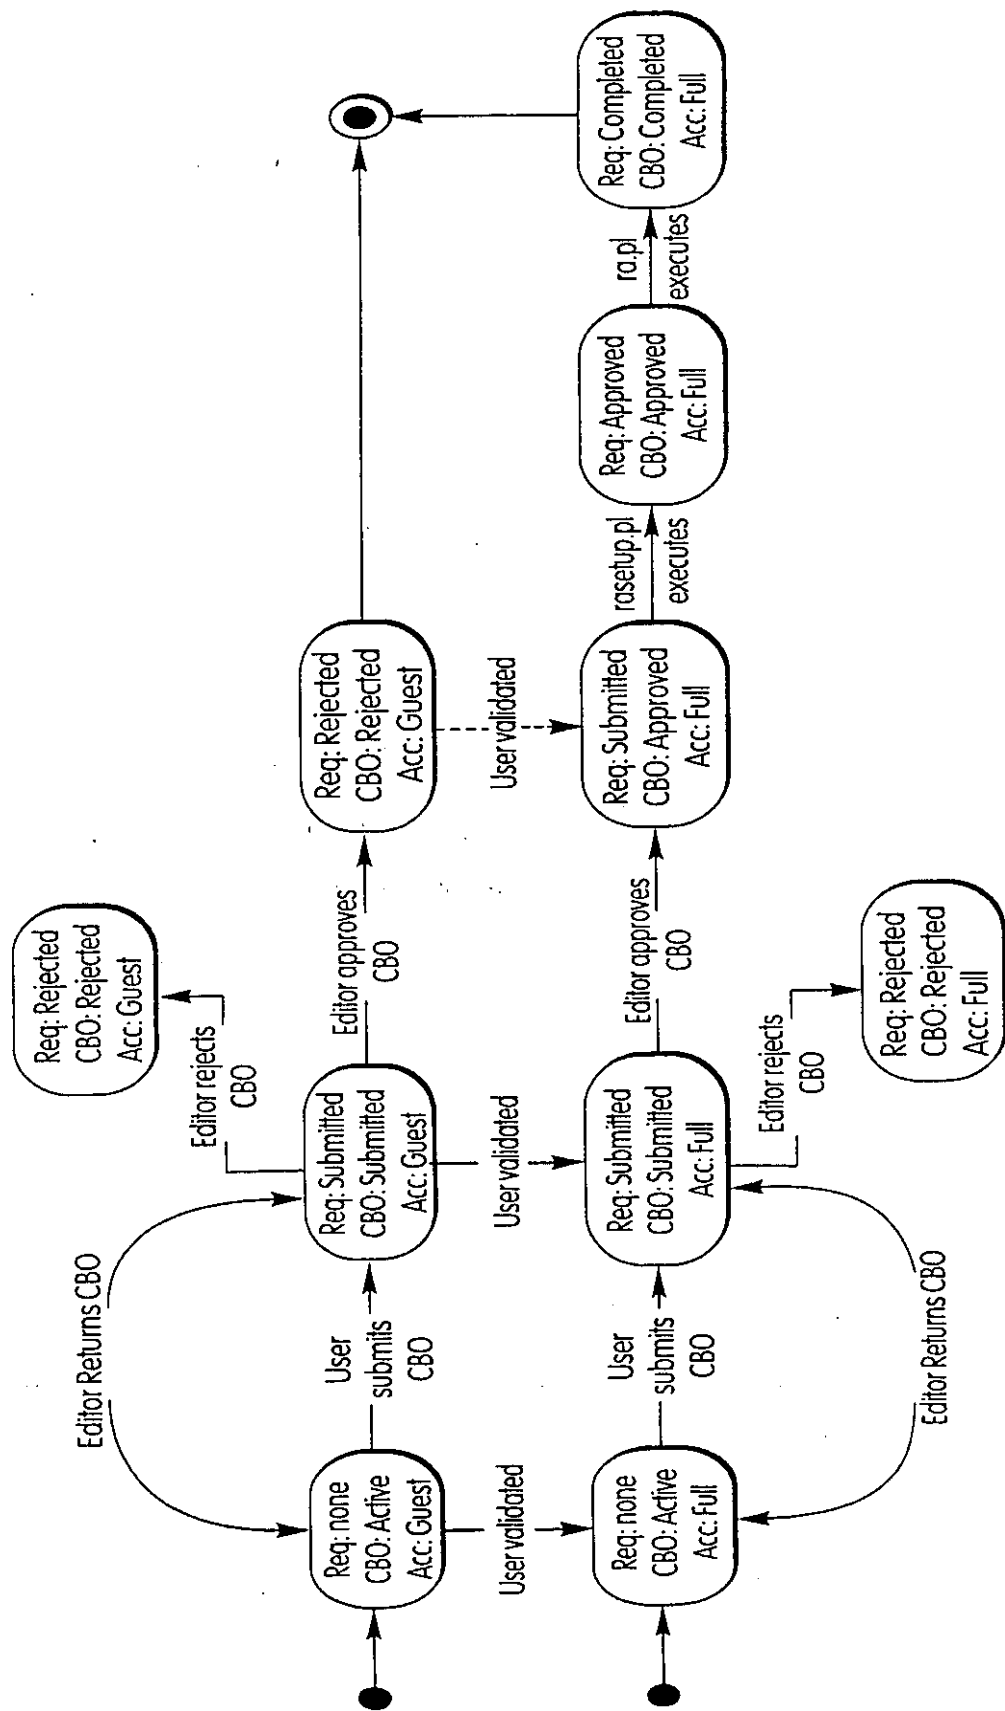 Req: Rejected
CBO: Rejected
Acc: Guest
Editor rejects
CBO
Editor Returns CBO
Req: none
CBO: Active
Acc: Guest
User
submits
CBO
Req: Submitted
CBO: Submitted
Acc: Guest
Editor approves
CBO
Req: Rejected
CBO: Rejected
Acc: Guest
User validated
User validated
User validated
Req: none
CBO: Active
Acc: Full
User
submits
CBO
Req: Submitted
CBO: Submitted
Acc: Full
Editor approves
CBO
Req: Submitted
CBO: Approved
Acc: Full
rasetup.pl
executes
Req: Approved
CBO: Approved
Acc: Full
ra.pl
executes
Req: Completed
CBO: Completed
Acc: Full
Editor Returns CBO
Editor rejects
CBO
Req: Rejected
CBO: Rejected
Acc: Full